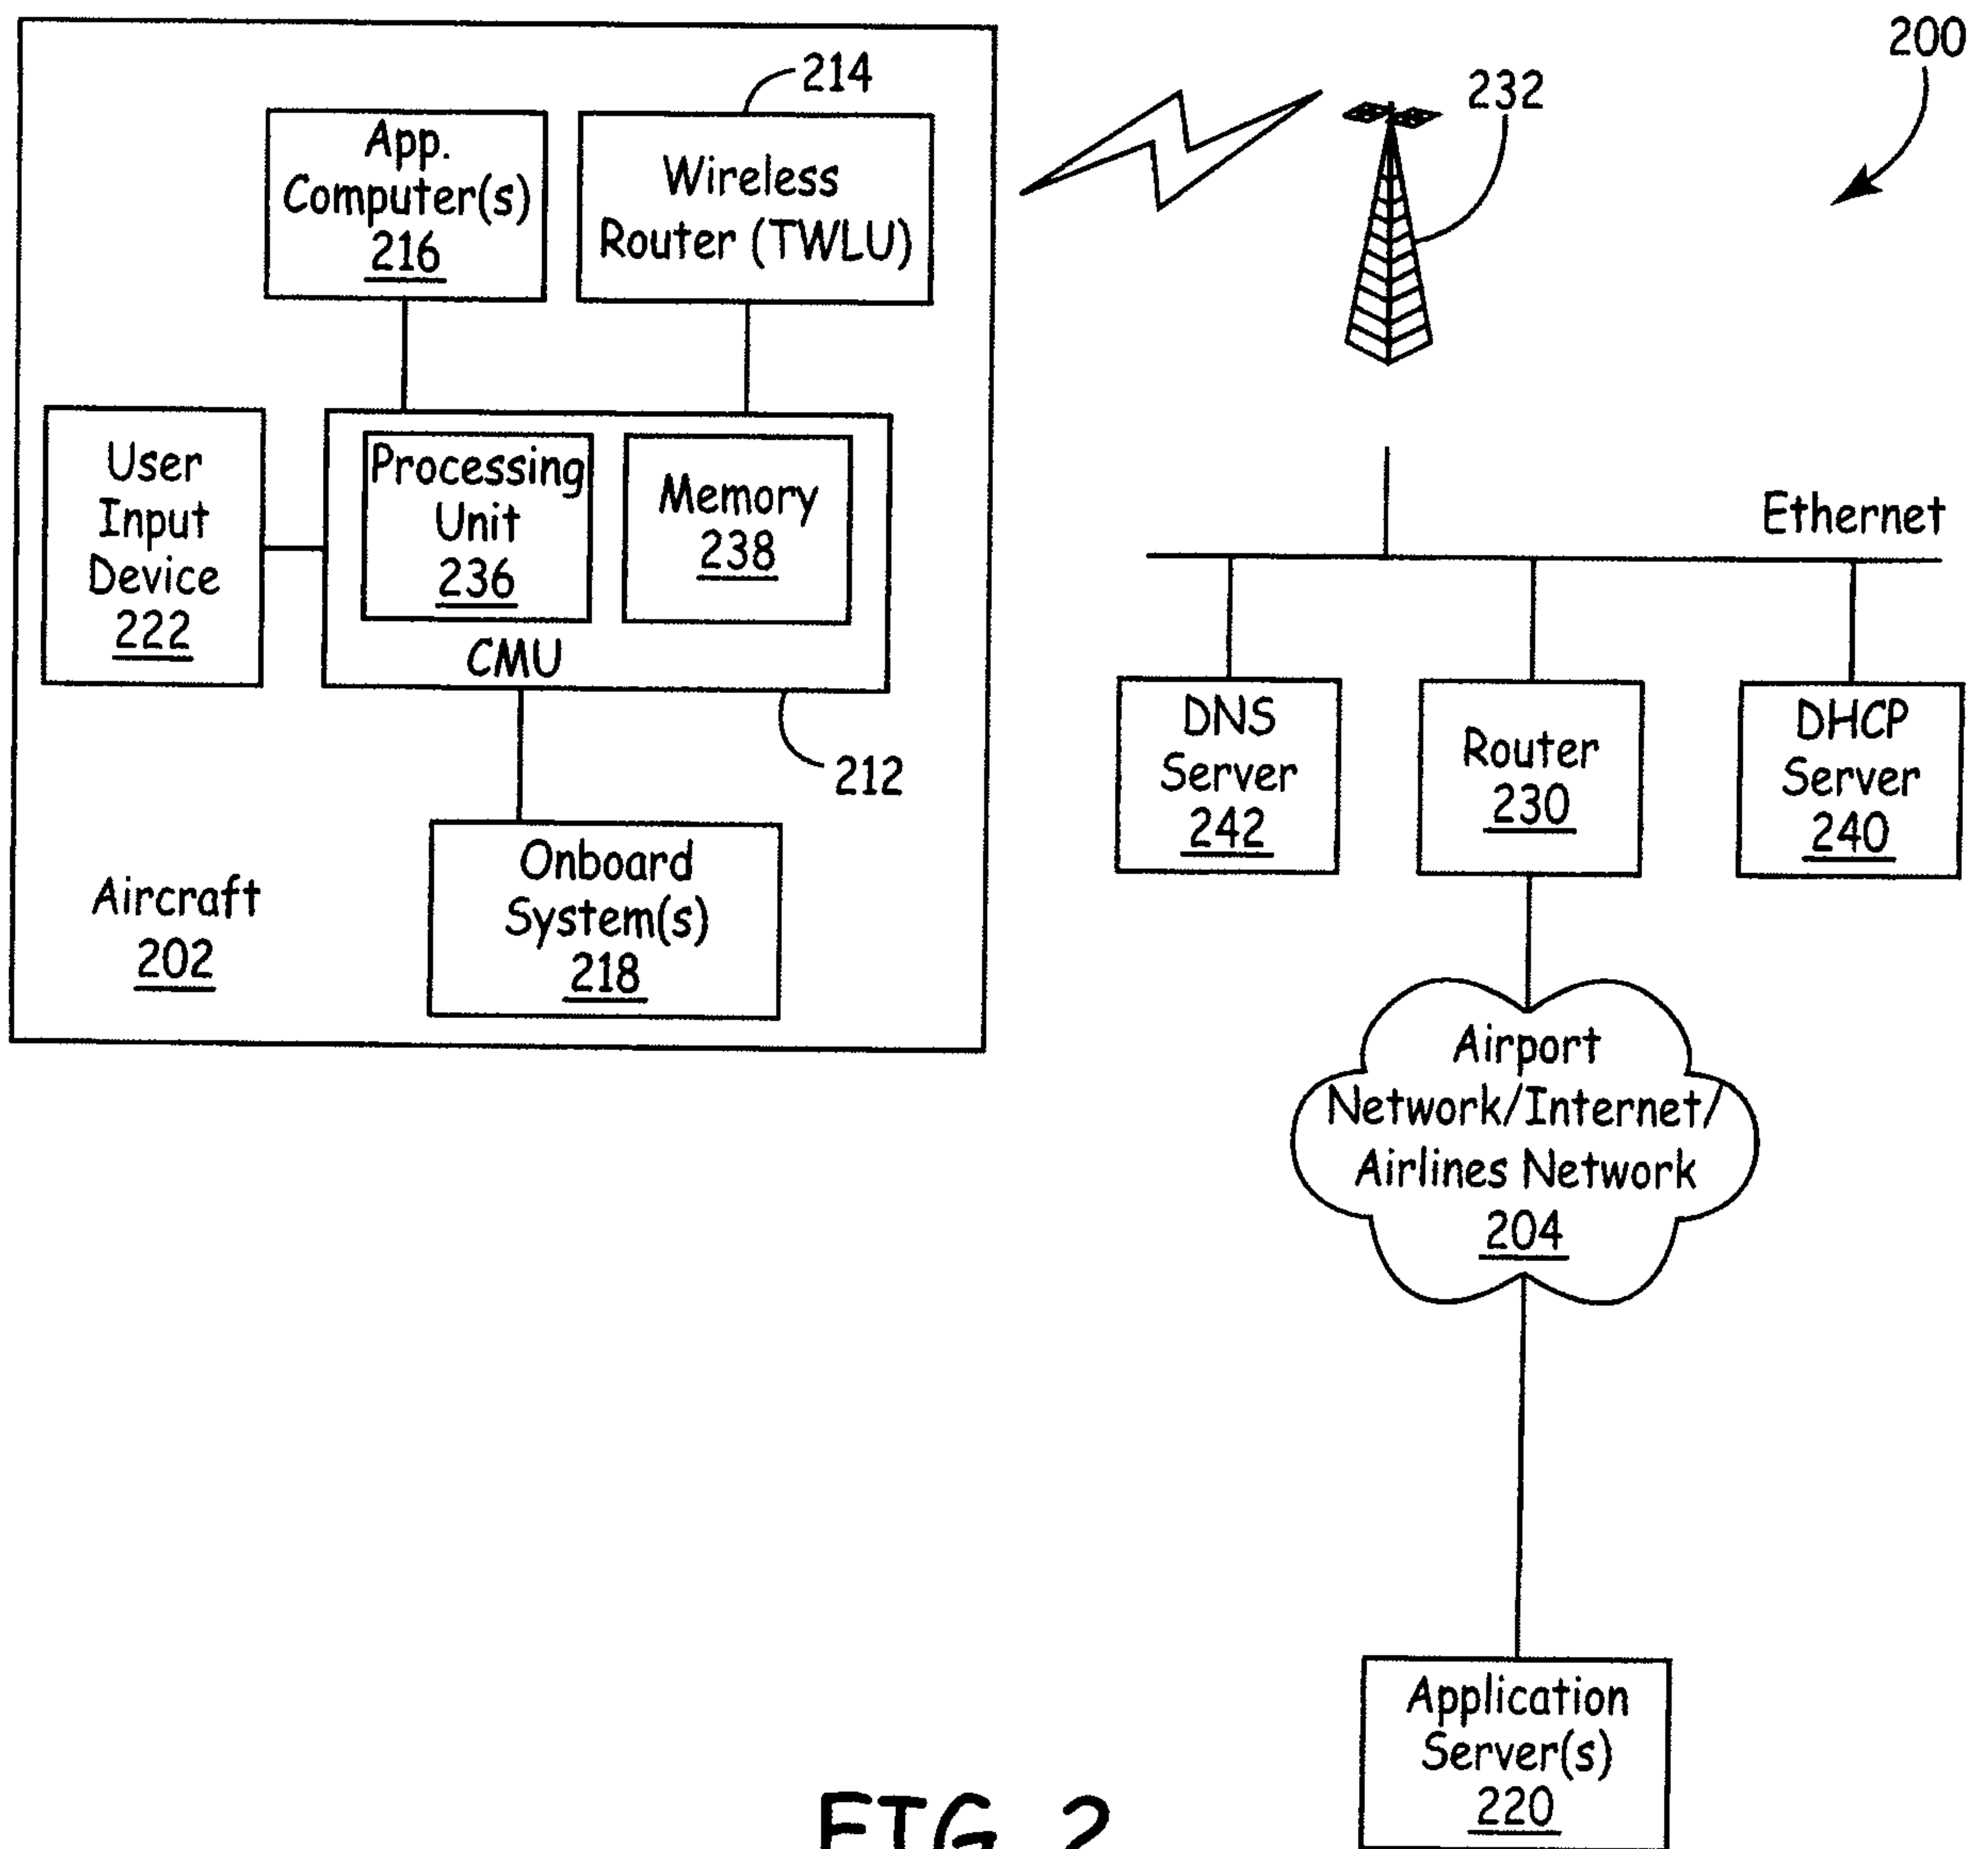 200
214
232
App.
Computer(s)
216
Wireless
Router (TWLU)
User
Input
Device
222
Processing
Unit
236
Memory
238
CMU
212
Ethernet
DNS
Server
242
Router
230
DHCP
Server
240
Onboard
System(s)
218
Aircraft
202
Airport
Network/Internet/
Airlines Network
204
Application
Server(s)
220
FIG. 2